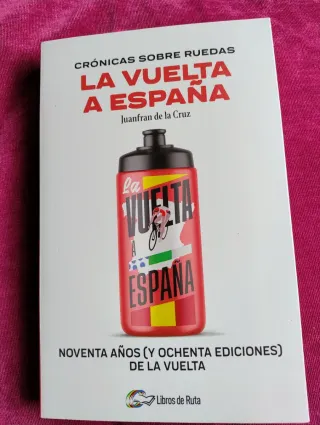 CRÓNICAS SOBRE RUEDAS
LA VUELTA
A ESPAÑA
Juanfran de la Cruz
La
VUELTA
A
ESPAÑA
NOVENTA AÑOS (Y OCHENTA EDICIONES)
DE LA VUELTA
Libros de Ruta